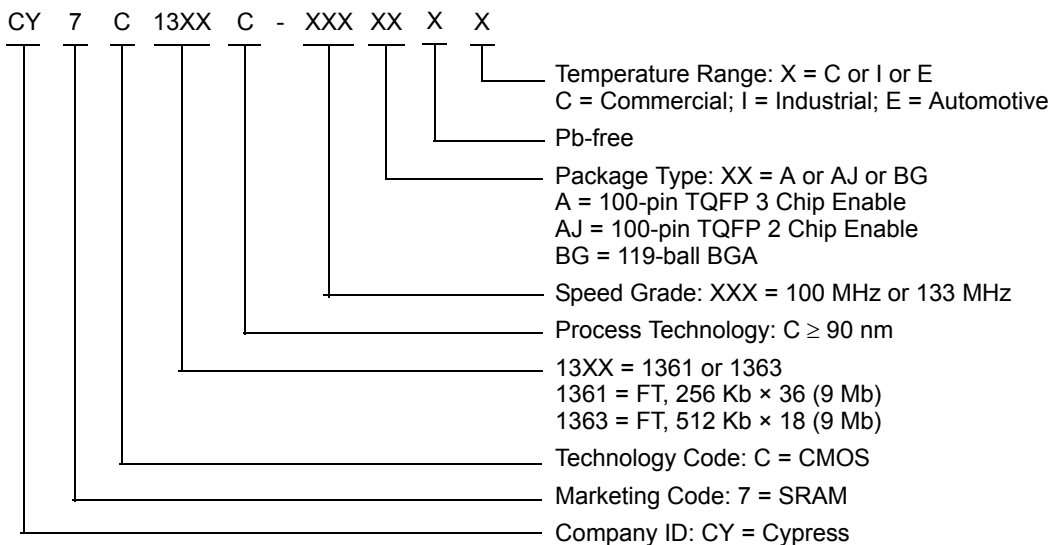 CY 7 C 13XX C - XXX XX X X
Temperature Range: X = C or I or E
C = Commercial; I = Industrial; E = Automotive
Pb-free
Package Type: XX = A or AJ or BG
A = 100-pin TQFP 3 Chip Enable
AJ = 100-pin TQFP 2 Chip Enable
BG = 119-ball BGA
Speed Grade: XXX = 100 MHz or 133 MHz
Process Technology: C ≥ 90 nm
13XX = 1361 or 1363
1361 = FT, 256 Kb × 36 (9 Mb)
1363 = FT, 512 Kb × 18 (9 Mb)
Technology Code: C = CMOS
Marketing Code: 7 = SRAM
Company ID: CY = Cypress